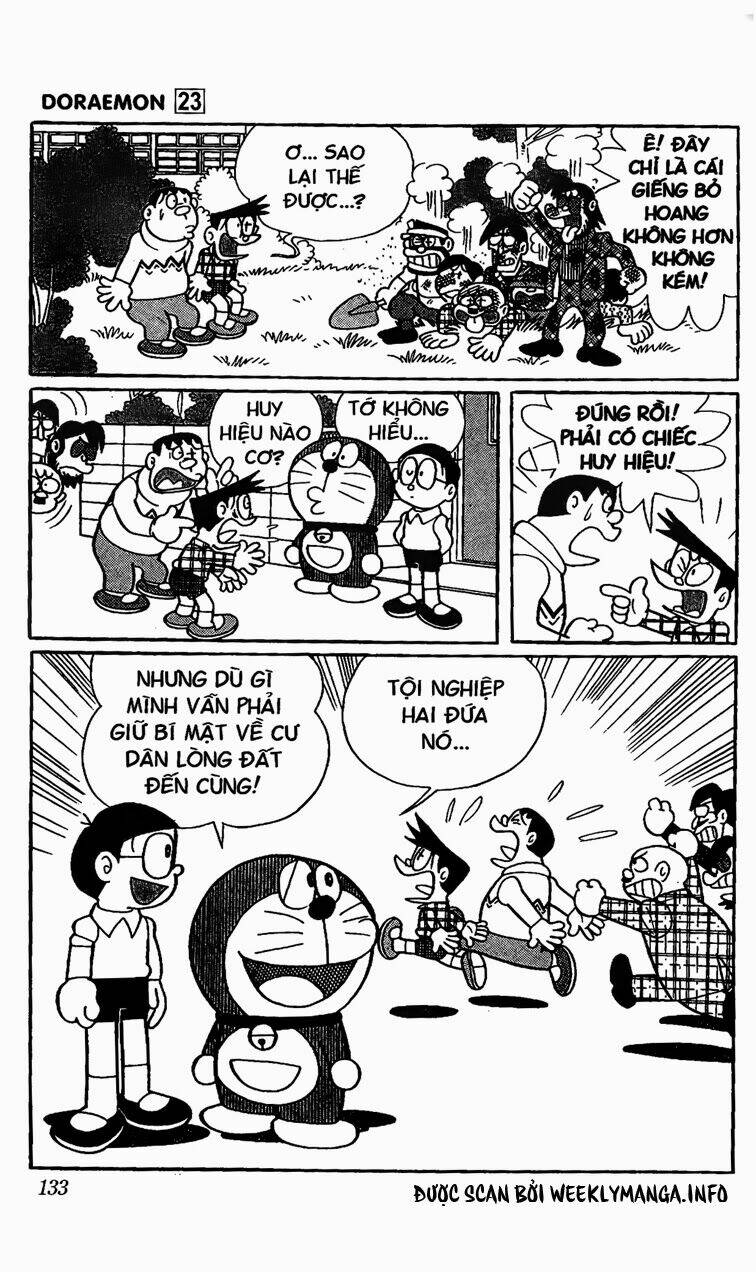 DORAEMON 23
Ơ... SAO
LẠI THẾ
ĐƯỢC...?
Ê! ĐÂY
CHỈ LÀ CÁI
GIẾNG BỎ
HOANG
KHÔNG HƠN
KHÔNG
KÉM!
HUY
HIỆU NÀO
CƠ?
TỚ KHÔNG
HIỂU...
ĐÚNG RỒI!
PHẢI CÓ CHIẾC
HUY HIỆU!
NHƯNG DÙ GÌ
MÌNH VẤN PHẢI
GIỮ BÍ MẬT VỀ CƯ
DÂN LÒNG ĐẤT
ĐẾN CÙNG!
TỘI NGHIỆP
HAI ĐỨA
NÓ...
133
ĐƯỢC SCAN BỞI WEEKLYMANGA.INFO